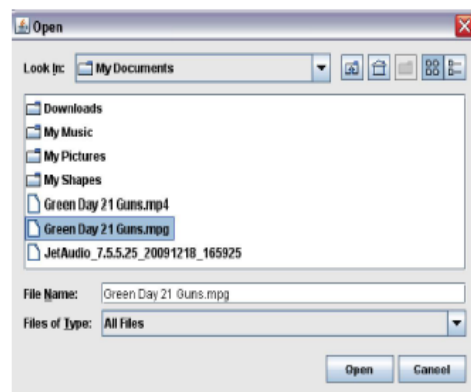 Open
Look In: My Documents
Downloads
My Music
My Pictures
My Shapes
Green Day 21 Guns.mp4
Green Day 21 Guns.mpg
JetAudio_7.5.5.25_20091218_165925
File Name: Green Day 21 Guns.mpg
Files of Type: All Files
Open Cancel